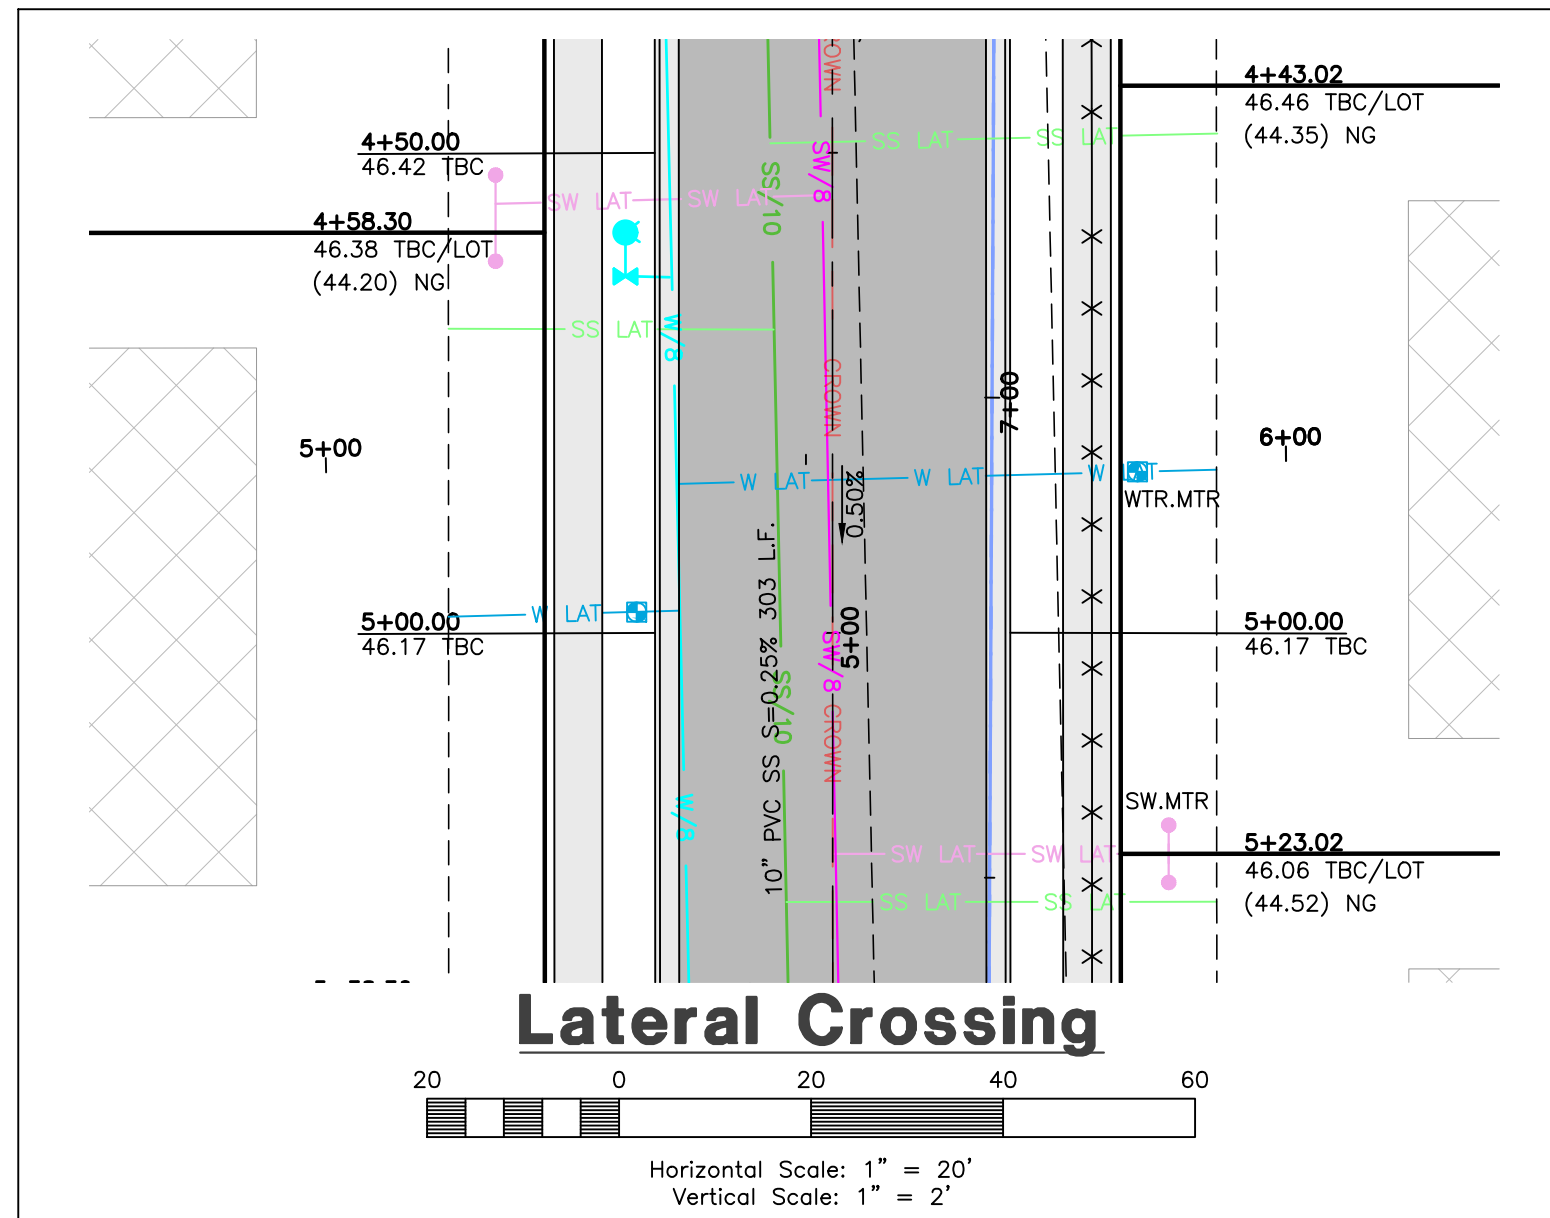 4+43.02
46.46 TBC/LOT
(44.35) NG
4+50.00
46.42 TBC
CROWN
SS LAT
SS LAT
SW/8
SS/10
SW LAT
SW LAT
4+58.30
46.38 TBC/LOT
(44.20) NG
SS LAT
W/8
CROWN
7+00
5+00
6+00
W LAT
W LAT
W LAT
WTR.MTR
0.50%
10" PVC SS S=0.25% 303 L.F.
W LAT
5+00.00
46.17 TBC
5+00
5+00.00
46.17 TBC
SW/8
SS/10
CROWN
W/8
SW.MTR
SW LAT
SW LAT
5+23.02
46.06 TBC/LOT
(44.52) NG
SS LAT
SS LAT
Lateral Crossing
20 0 20 40 60
Horizontal Scale: 1" = 20'
Vertical Scale: 1" = 2'